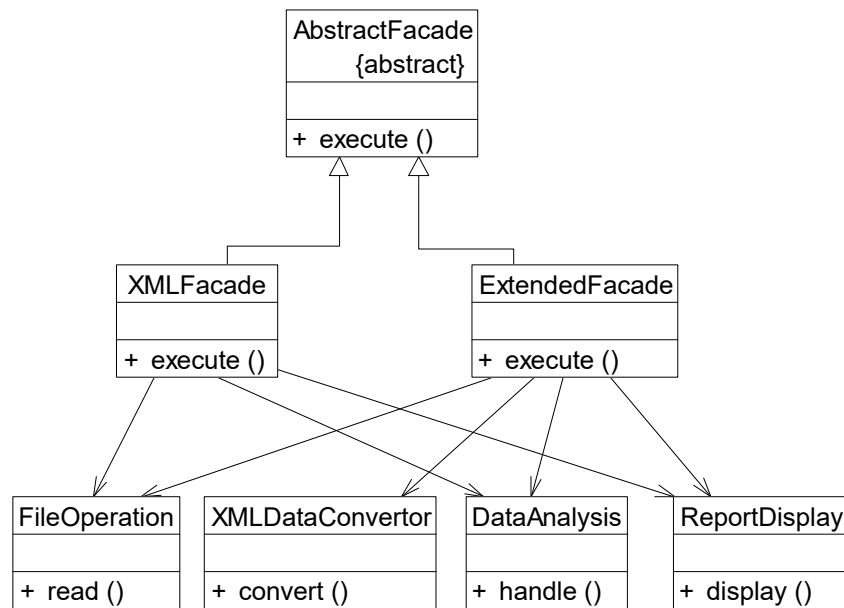 AbstractFacade
{abstract}
+ execute ()
XMLFacade
+ execute ()
ExtendedFacade
+ execute ()
FileOperation
+ read ()
XMLDataConvertor
+ convert ()
DataAnalysis
+ handle ()
ReportDisplay
+ display ()